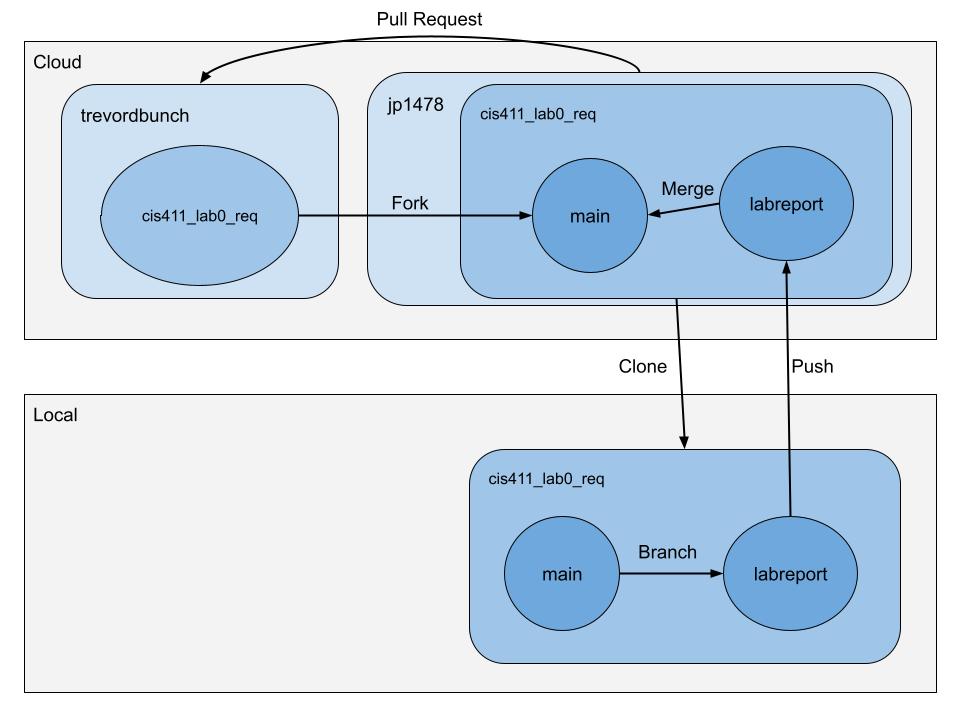 Pull Request
Cloud
trevordbunch
jp1478
cis411_lab0_req
cis411_lab0_req
Fork
main
Merge
labreport
Clone
Push
Local
cis411_lab0_req
main
Branch
labreport